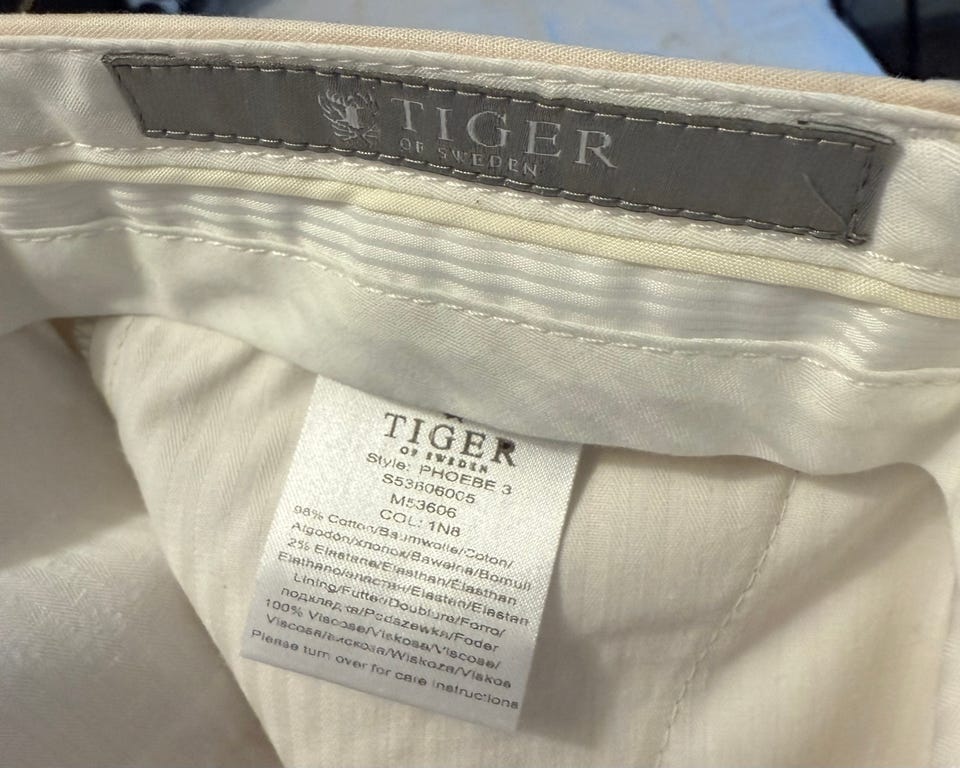 TIGER
OF SWEDEN
TIGER
OF SWEDEN
Style: PHOEBE 3
S53606005
M53606
COL: 1N8
98% Cotton/Baumwolle/Coton/
Algodón/хлопок/Bawełna/Bomull
2% Elastane/Elasthan/Elasthan
Elathano/эластан/Elastan/Elastan
Lining/Futter/Doublure/Forro/
подкладка/Podszewka/Foder
100% Viscose/Viskose/Viscose/
Viscosa/вискоза/Wiskoza/Viskos
Please turn over for care instructions